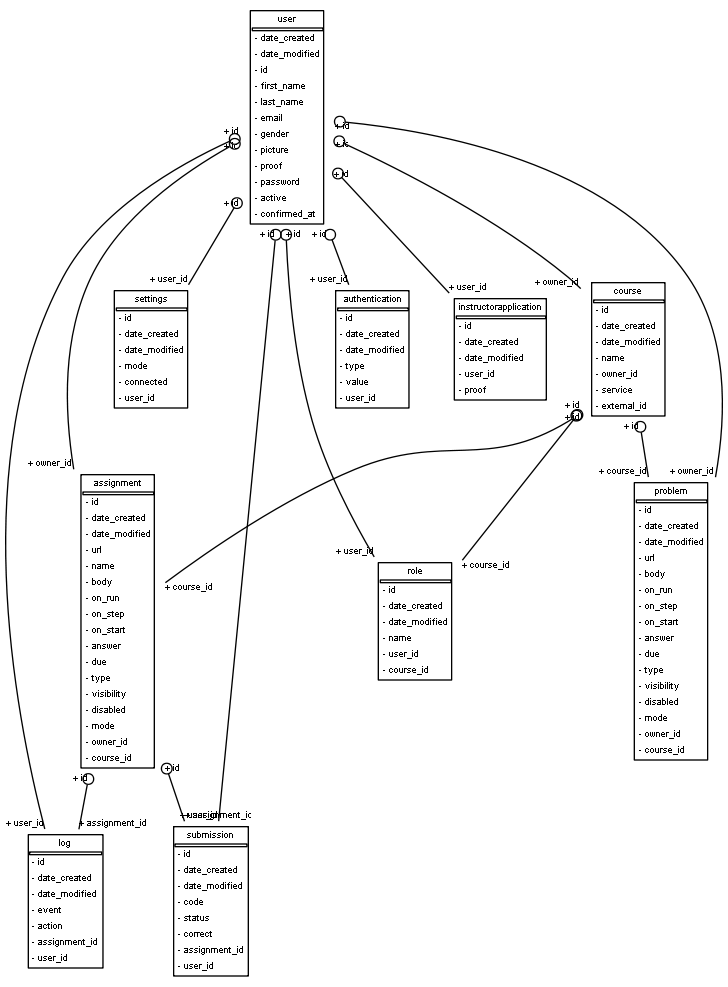 user
- date_created
- date_modified
- id
- first_name
- last_name
- email
- gender
- picture
- proof
- password
- active
- confirmed_at
+ id
+ id
+ id
+ id
+ id
+ id
+ id
+ id
+ user_id
+ user_id
+ user_id
+ owner_id
settings
- id
- date_created
- date_modified
- mode
- connected
- user_id
authentication
- id
- date_created
- date_modified
- type
- value
- user_id
instructorapplication
- id
- date_created
- date_modified
- user_id
- proof
course
- id
- date_created
- date_modified
- name
- owner_id
- service
- external_id
+ id
+ id
+ id
+ owner_id
+ course_id
+ owner_id
assignment
- id
- date_created
- date_modified
- url
- name
- body
- on_run
- on_step
- on_start
- answer
- due
- type
- visibility
- disabled
- mode
- owner_id
- course_id
+ course_id
+ user_id
+ course_id
role
- id
- date_created
- date_modified
- name
- user_id
- course_id
problem
- id
- date_created
- date_modified
- url
- body
- on_run
- on_step
- on_start
- answer
- due
- type
- visibility
- disabled
- mode
- owner_id
- course_id
+ id
+ id
+ user_id
+ assignment_id
log
- id
- date_created
- date_modified
- event
- action
- assignment_id
- user_id
submission
- id
- date_created
- date_modified
- code
- status
- correct
- assignment_id
- user_id